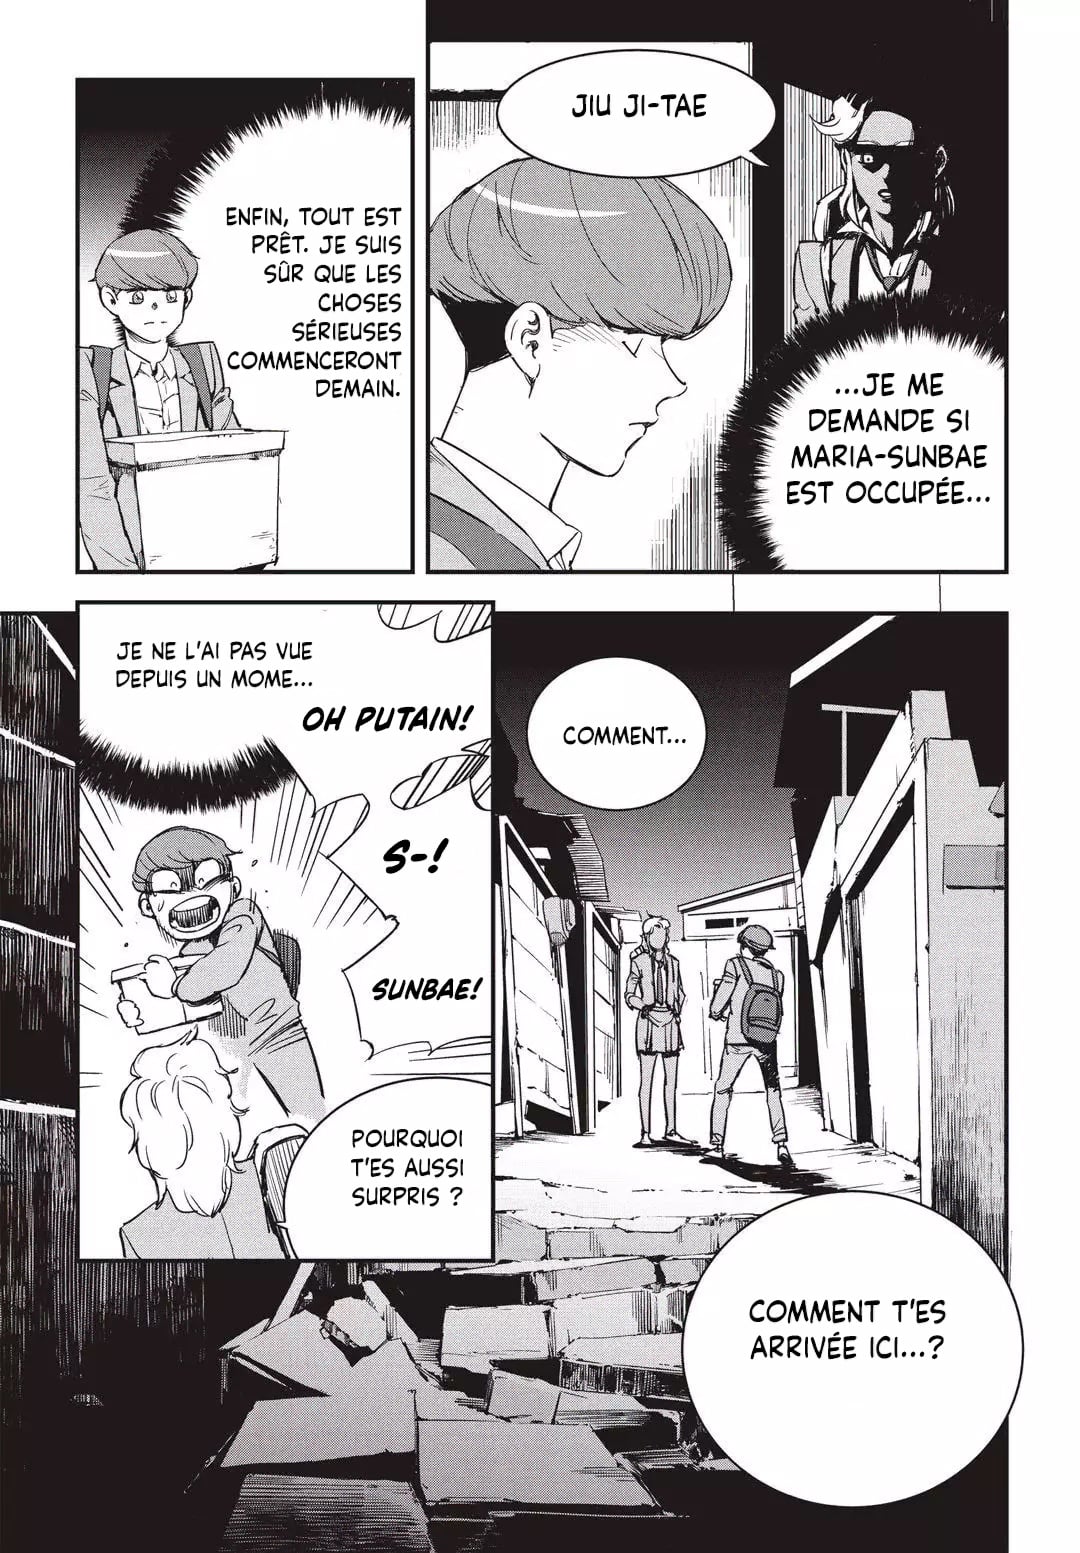 ENFIN, TOUT EST
PRÊT. JE SUIS
SÛR QUE LES
CHOSES
SÉRIEUSES
COMMENCERONT
DEMAIN.
JIU JI-TAE
...JE ME
DEMANDE SI
MARIA-SUNBAE
EST OCCUPÉE...
JE NE L'AI PAS VUE
DEPUIS UN MOME...
OH PUTAIN!
S-!
SUNBAE!
POURQUOI
T'ES AUSSI
SURPRIS ?
COMMENT...
COMMENT T'ES
ARRIVÉE ICI...?